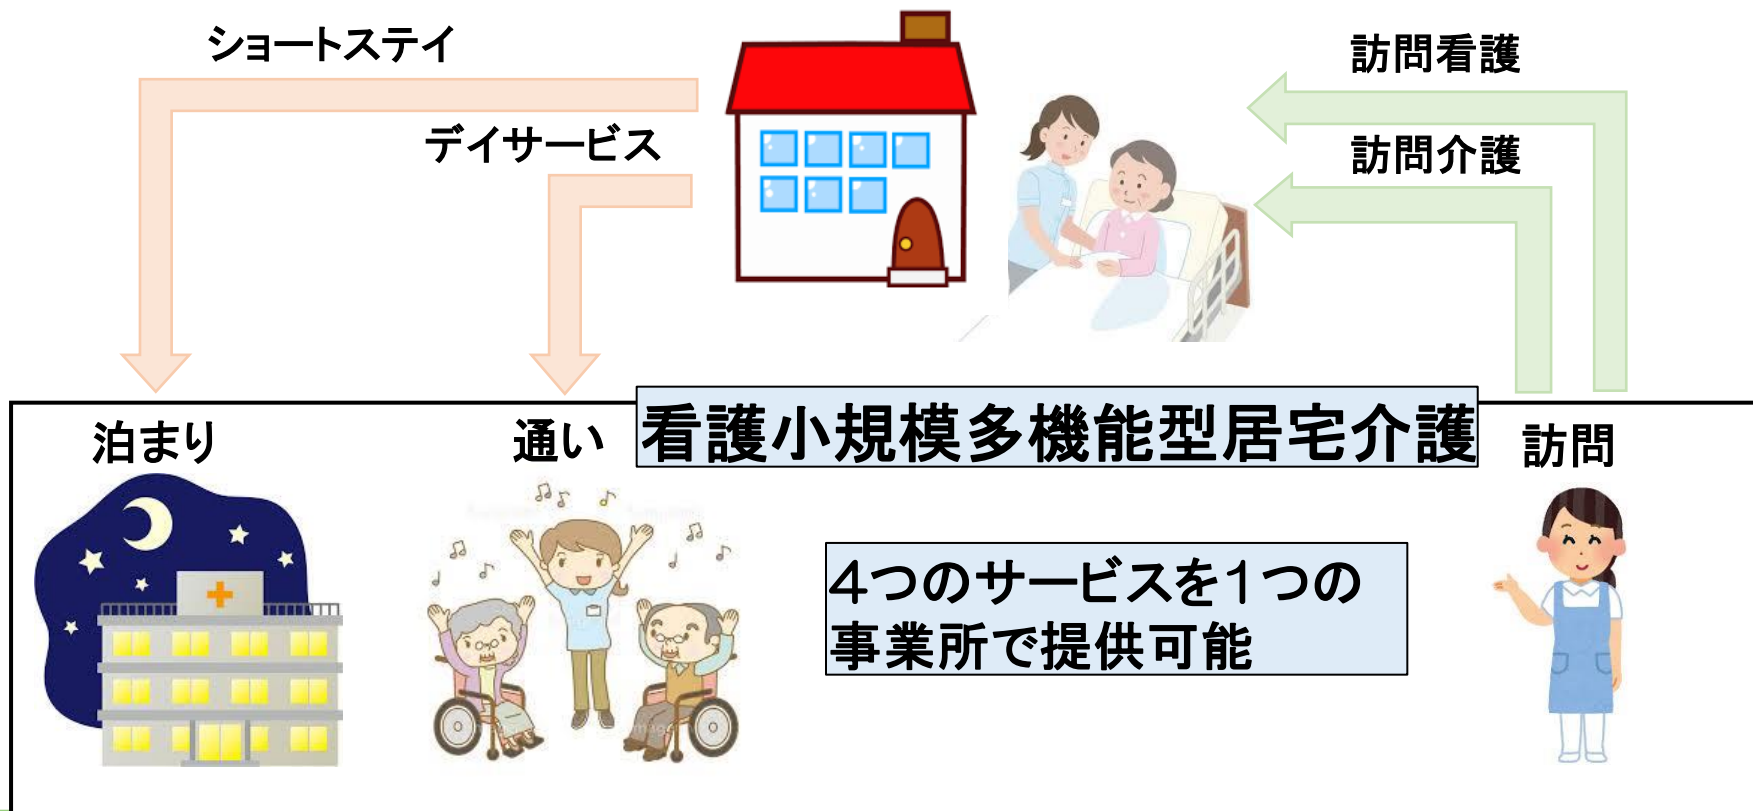 ショートステイ
訪問看護
デイサービス
訪問介護
泊まり
通い
看護小規模多機能型居宅介護
訪問
4つのサービスを1つの
事業所で提供可能